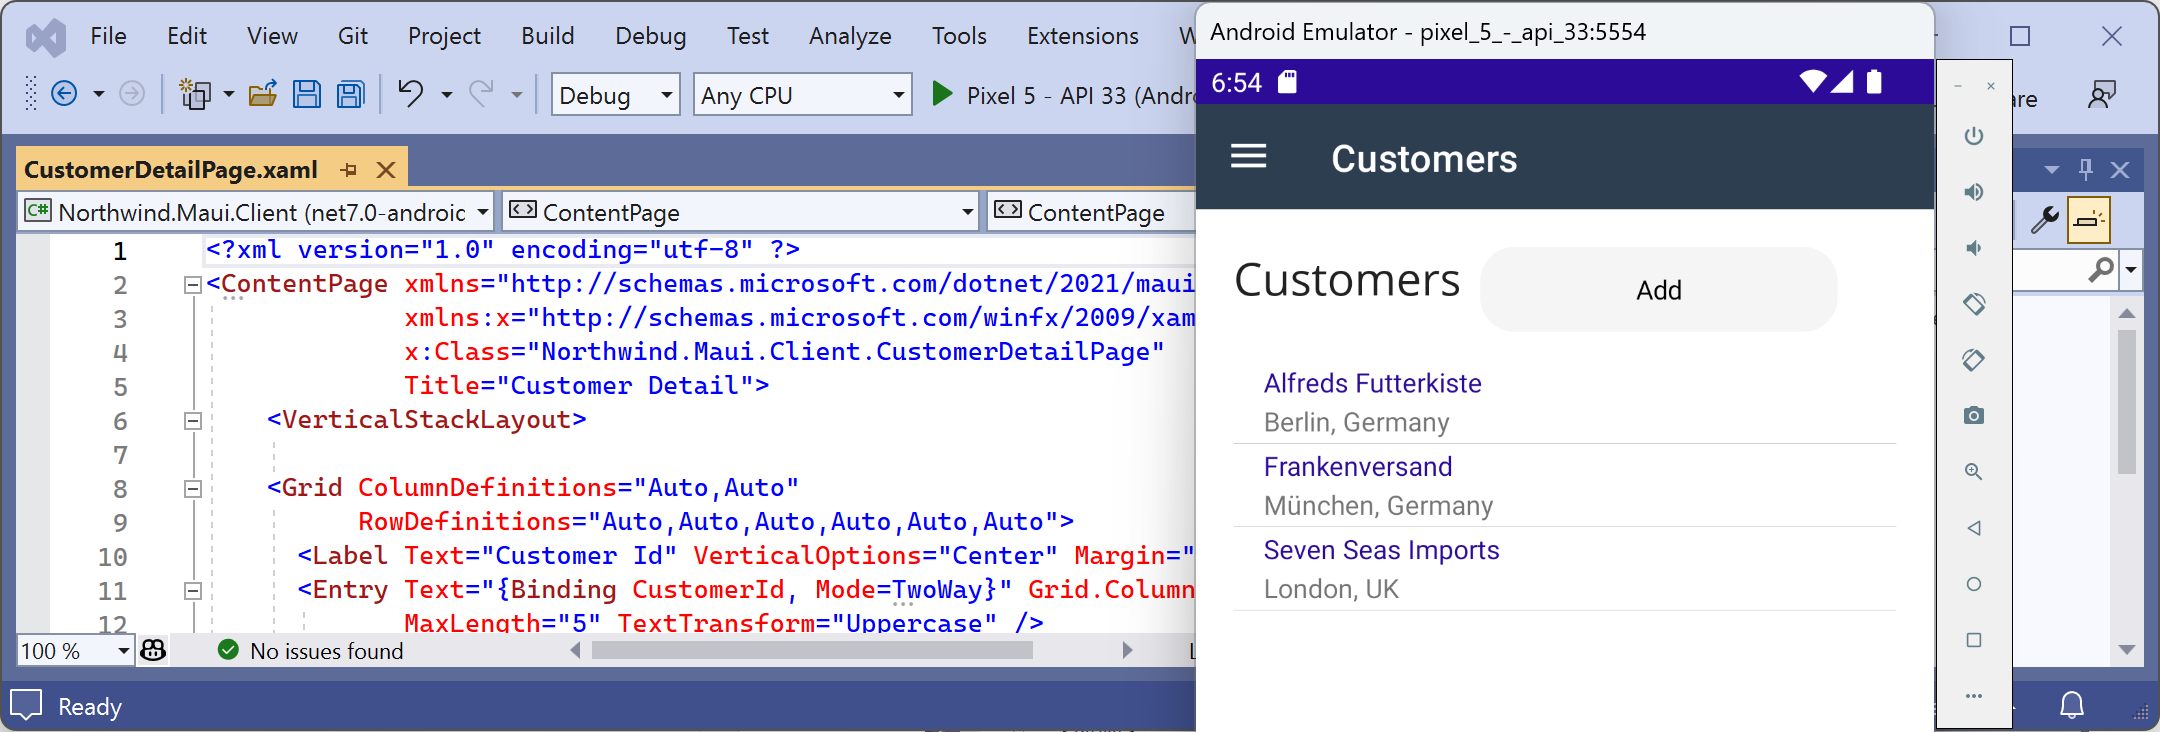 File Edit View Git Project Build Debug Test Analyze Tools Extensions
Debug Any CPU Pixel 5 - API 33
CustomerDetailPage.xaml
C# Northwind.Maui.Client (net7.0-android ContentPage ContentPage
1 <?xml version="1.0" encoding="utf-8" ?>
2 <ContentPage xmlns="http://schemas.microsoft.com/dotnet/2021/maui
3 xmlns:x="http://schemas.microsoft.com/winfx/2009/xam
4 x:Class="Northwind.Maui.Client.CustomerDetailPage"
5 Title="Customer Detail">
6 <VerticalStackLayout>
7
8 <Grid ColumnDefinitions="Auto,Auto"
9 RowDefinitions="Auto,Auto,Auto,Auto,Auto,Auto">
10 <Label Text="Customer Id" VerticalOptions="Center" Margin="
11 <Entry Text="{Binding CustomerId, Mode=TwoWay}" Grid.Column
12 MaxLength="5" TextTransform="Uppercase" />
100 % No issues found
Ready
Android Emulator - pixel_5_-_api_33:5554
6:54
Customers
Customers Add
Alfreds Futterkiste
Berlin, Germany
Frankenversand
München, Germany
Seven Seas Imports
London, UK